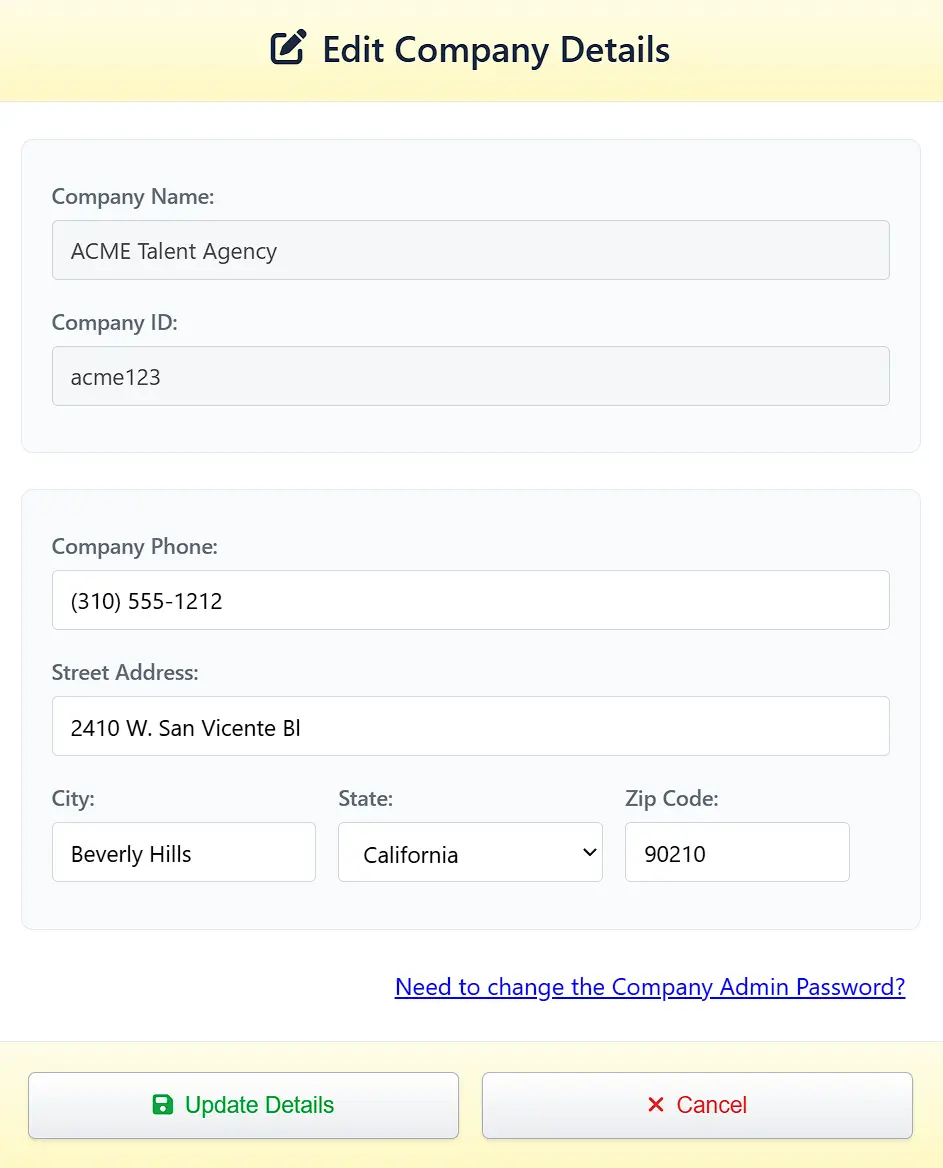 Edit Company Details
Company Name:
ACME Talent Agency
Company ID:
acme123
Company Phone:
(310) 555-1212
Street Address:
2410 W. San Vicente Bl
City: State: Zip Code:
Beverly Hills California 90210
Need to change the Company Admin Password?
Update Details Cancel